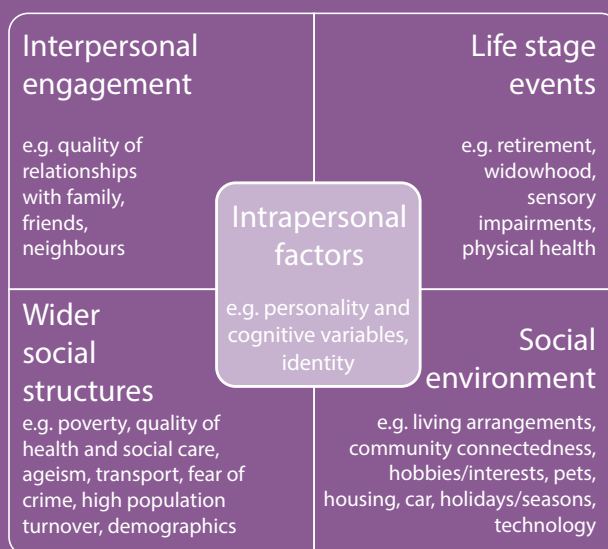 Interpersonal
engagement
e.g. quality of
relationships
with family,
friends,
neighbours
Life stage
events
e.g. retirement,
widowhood,
sensory
impairments,
physical health
Intrapersonal
factors
e.g. personality and
cognitive variables,
identity
Wider
social
structures
e.g. poverty, quality of
health and social care,
ageism, transport, fear of
crime, high population
turnover, demographics
Social
environment
e.g. living arrangements,
community connectedness,
hobbies/interests, pets,
housing, car, holidays/seasons,
technology